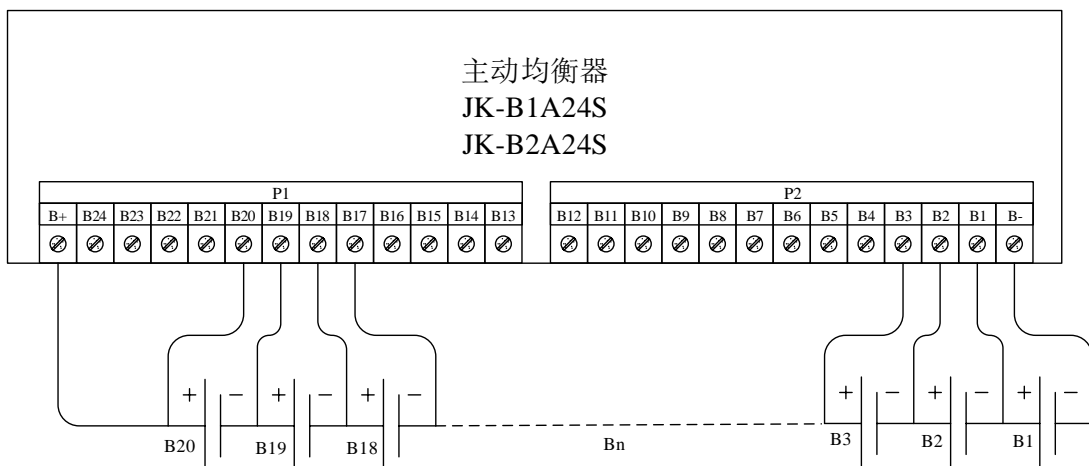 主动均衡器
JK-B1A24S
JK-B2A24S
P1 P2
B+ B24 B23 B22 B21 B20 B19 B18 B17 B16 B15 B14 B13 B12 B11 B10 B9 B8 B7 B6 B5 B4 B3 B2 B1 B-
+ − + − + − + − + − + −
B20 B19 B18 Bn B3 B2 B1